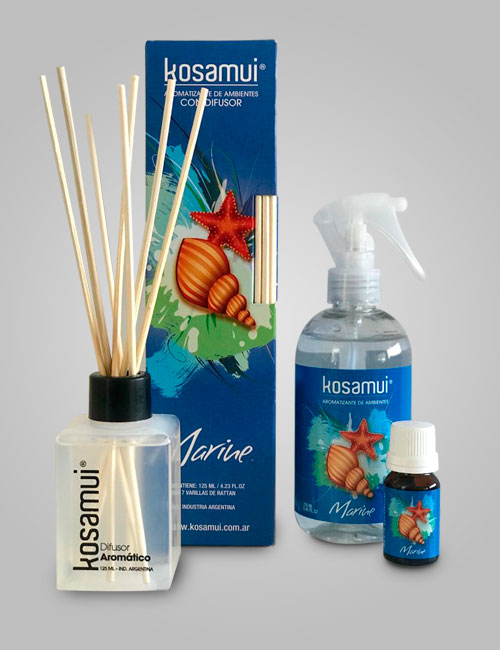 kosamui®
AROMATIZANTE DE AMBIENTES
CON DIFUSOR
Marine
CONTIENE: 125 ML / 4.23 FL.OZ
7 VARILLAS DE RATTAN
INDUSTRIA ARGENTINA
www.kosamui.com.ar
kosamui®
Difusor
Aromático
125 ML - IND. ARGENTINA
kosamui®
AROMATIZANTE DE AMBIENTES
Marine
Marine